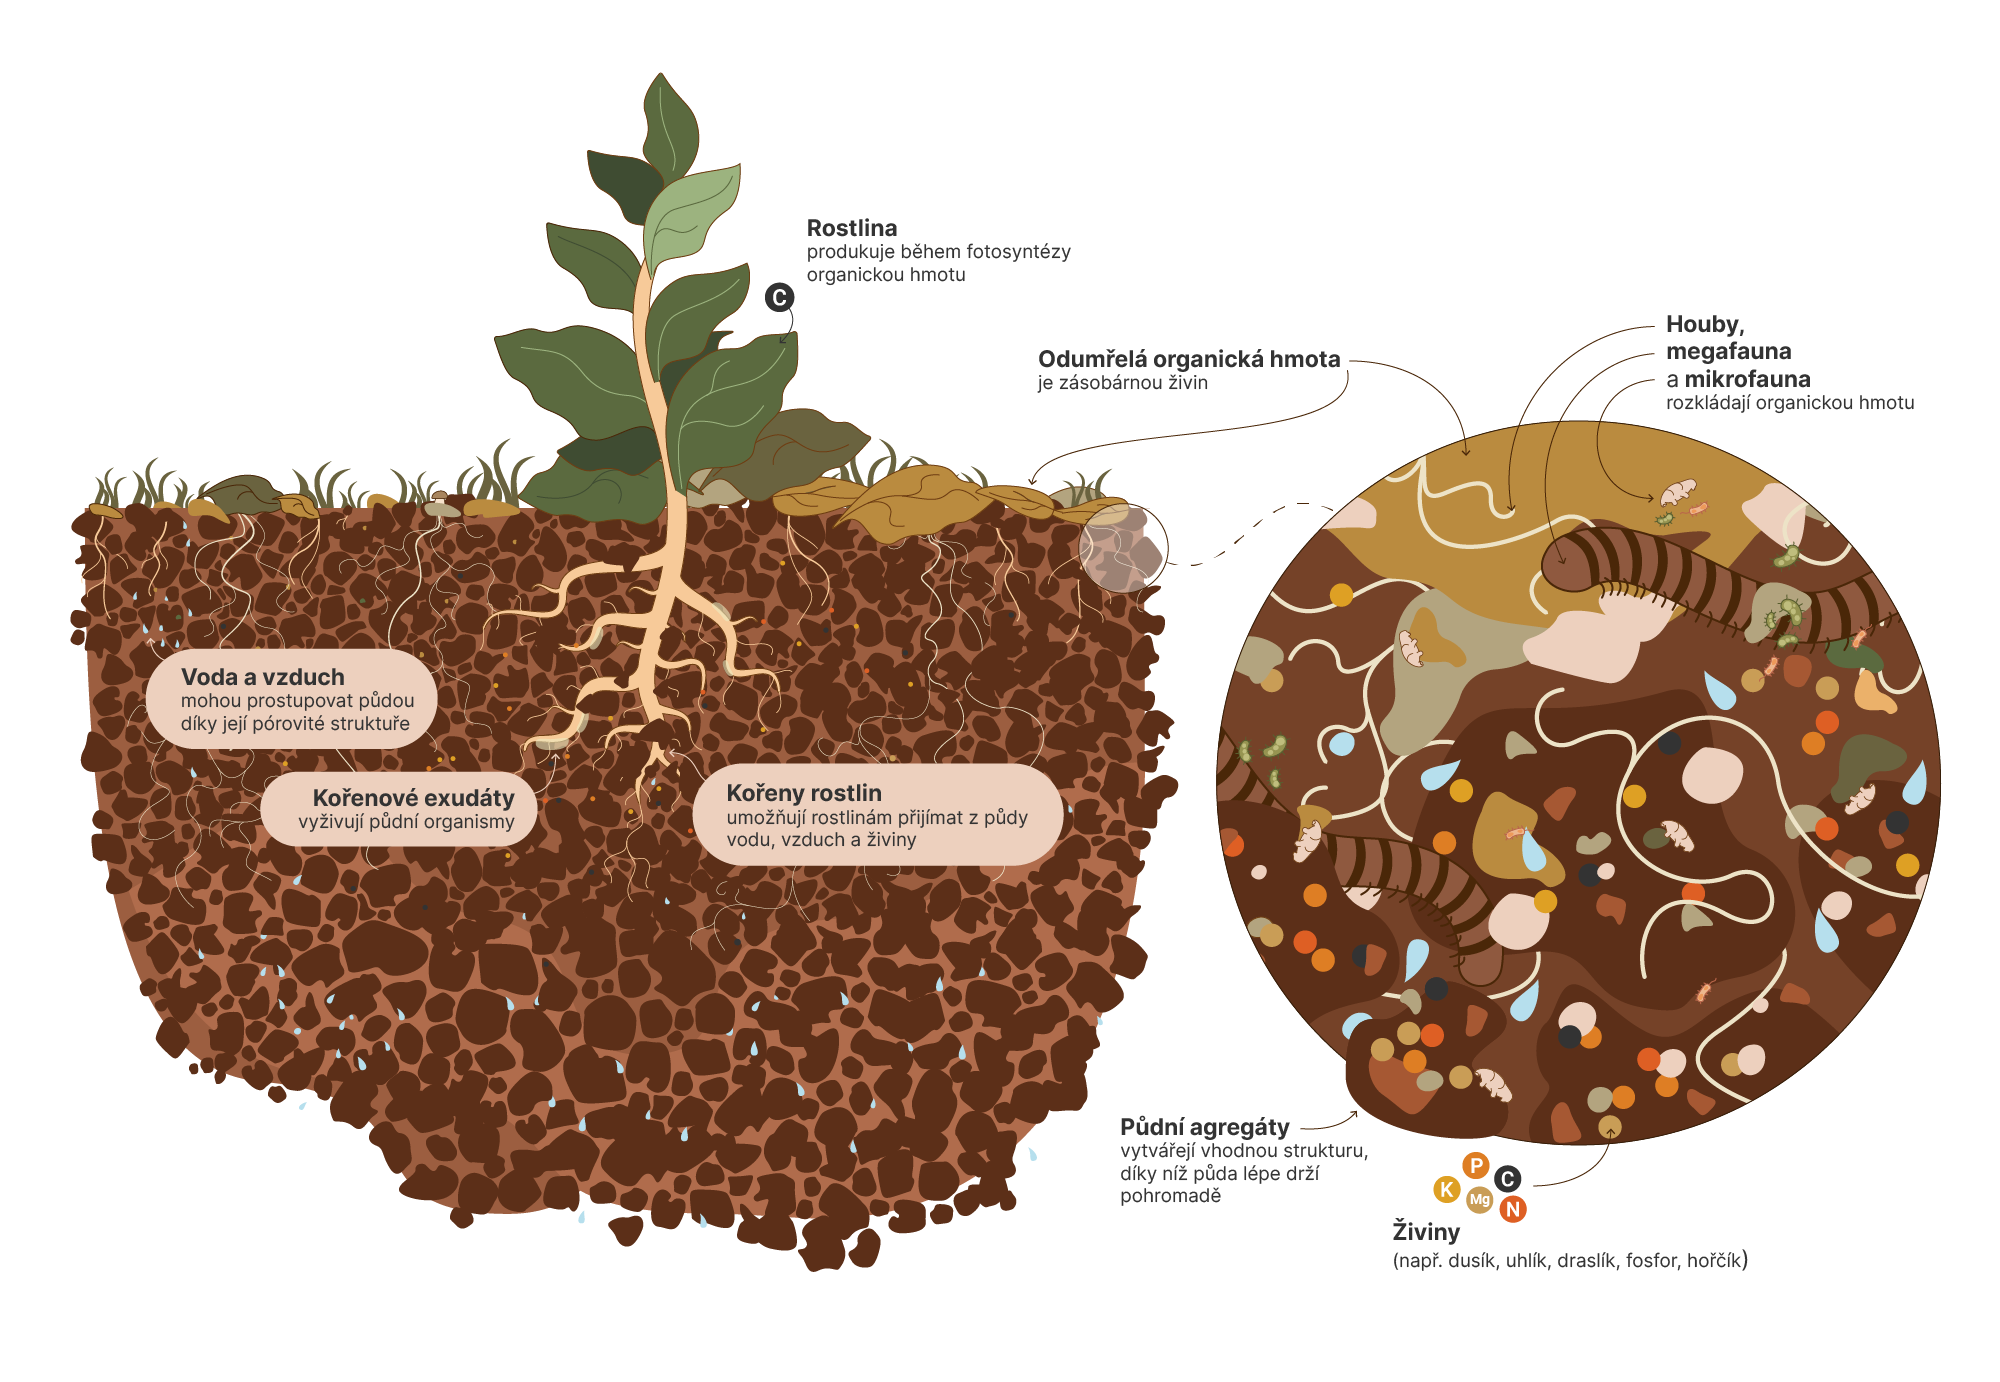 Rostlina
produkuje během fotosyntézy
organickou hmotu
C
Odumřelá organická hmota
je zásobárnou živin
Houby,
megafauna
a mikrofauna
rozkládají organickou hmotu
Voda a vzduch
mohou prostupovat půdou
díky její pórovité struktuře
Kořenové exudáty
vyživují půdní organismy
Kořeny rostlin
umožňují rostlinám přijímat z půdy
vodu, vzduch a živiny
Půdní agregáty
vytvářejí vhodnou strukturu,
díky níž půda lépe drží
pohromadě
P
C
K
Mg
N
Živiny
(např. dusík, uhlík, draslík, fosfor, hořčík)